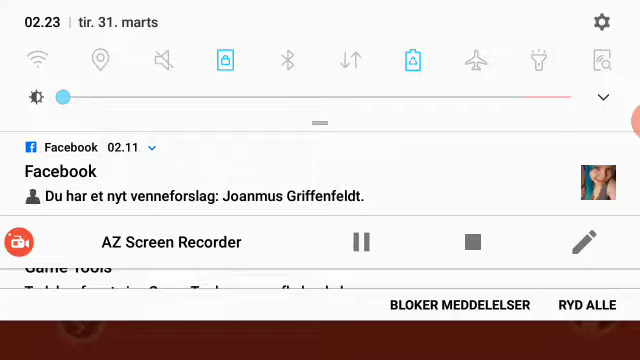 02.23 | tir. 31. marts
Facebook 02.11
Facebook
Du har et nyt venneforslag: Joanmus Griffenfeldt.
AZ Screen Recorder
Game Tools
BLOKER MEDDELELSER RYD ALLE